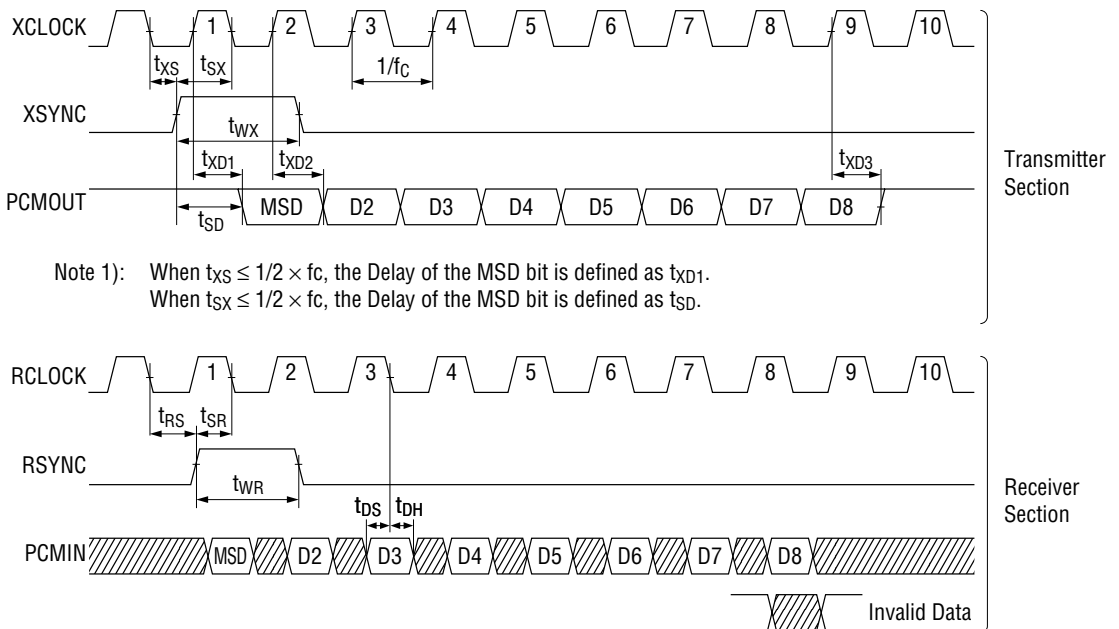 XCLOCK 1 2 3 4 5 6 7 8 9 10
tXS tSX 1/fC
XSYNC
tWX
tXD1 tXD2 tXD3
Transmitter
Section
PCMOUT MSD D2 D3 D4 D5 D6 D7 D8
tSD
Note 1): When tXS ≤ 1/2 × fc, the Delay of the MSD bit is defined as tXD1.
When tSX ≤ 1/2 × fc, the Delay of the MSD bit is defined as tSD.
RCLOCK 1 2 3 4 5 6 7 8 9 10
tRS tSR
RSYNC
tWR
tDS tDH
Receiver
Section
PCMIN MSD D2 D3 D4 D5 D6 D7 D8
Invalid Data